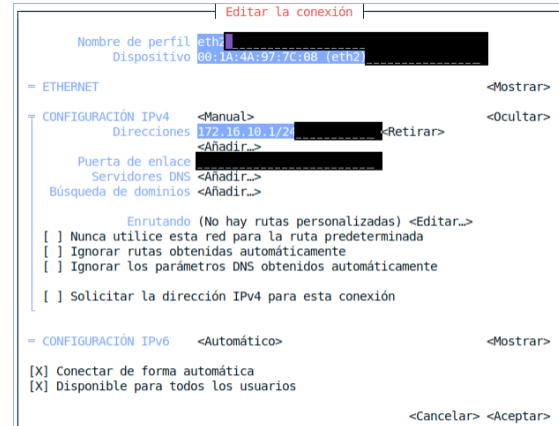 Editar la conexión
Nombre de perfil eth2
Dispositivo 00:1A:4A:97:7C:08 (eth2)
= ETHERNET <Mostrar>
= CONFIGURACIÓN IPv4 <Manual> <Ocultar>
Direcciones 172.16.10.1/24 <Retirar>
<Añadir…>
Puerta de enlace
Servidores DNS <Añadir…>
Búsqueda de dominios <Añadir…>
Enrutando (No hay rutas personalizadas) <Editar…>
[ ] Nunca utilice esta red para la ruta predeterminada
[ ] Ignorar rutas obtenidas automáticamente
[ ] Ignorar los parámetros DNS obtenidos automáticamente
[ ] Solicitar la dirección IPv4 para esta conexión
= CONFIGURACIÓN IPv6 <Automático> <Mostrar>
[X] Conectar de forma automática
[X] Disponible para todos los usuarios
<Cancelar> <Aceptar>